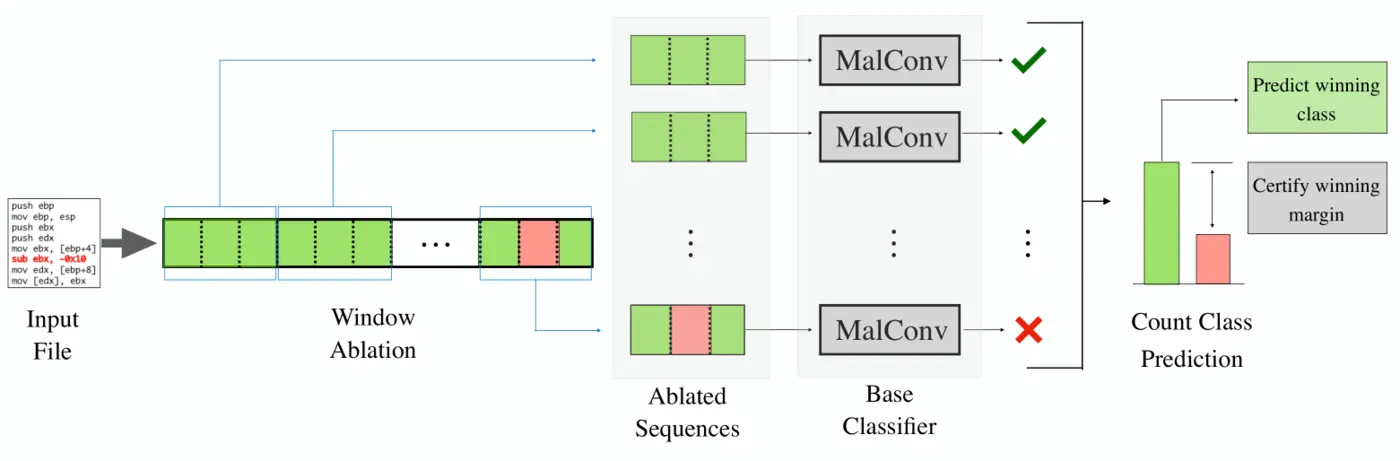 push ebp
mov ebp, esp
push ebx
push edx
mov ebx, [ebp+4]
sub ebx, -0x10
mov edx, [ebp+8]
mov [edx], ebx
Input
File
Window
Ablation
Ablated
Sequences
MalConv
MalConv
MalConv
Base
Classifier
Count Class
Prediction
Predict winning
class
Certify winning
margin